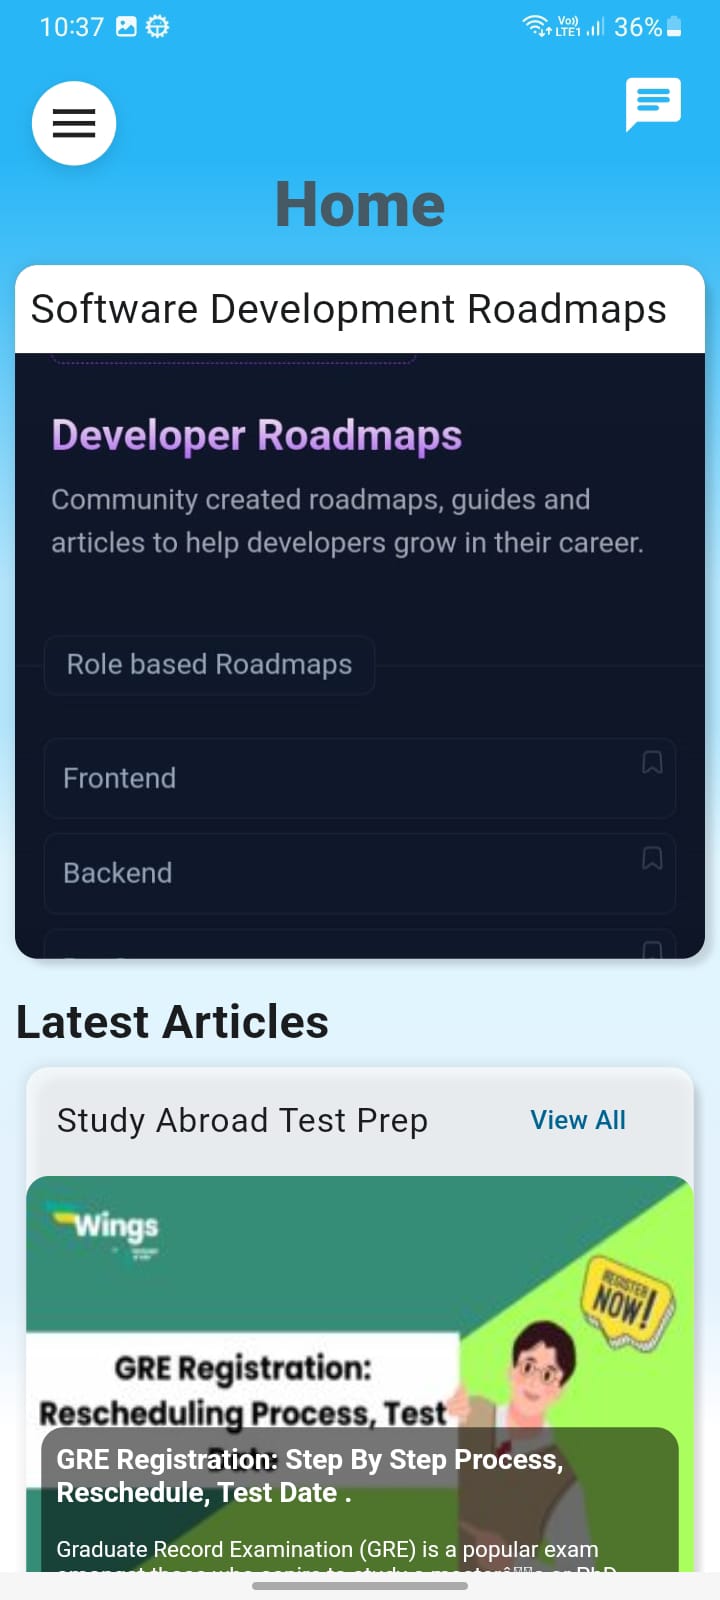 10:37
Vo))
LTE1
36%
Home
Software Development Roadmaps
Developer Roadmaps
Community created roadmaps, guides and
articles to help developers grow in their career.
Role based Roadmaps
Frontend
Backend
Latest Articles
Study Abroad Test Prep
View All
Wings
REGISTER
NOW!
GRE Registration:
Rescheduling Process, Test
Date
GRE Registration: Step By Step Process,
Reschedule, Test Date .
Graduate Record Examination (GRE) is a popular exam